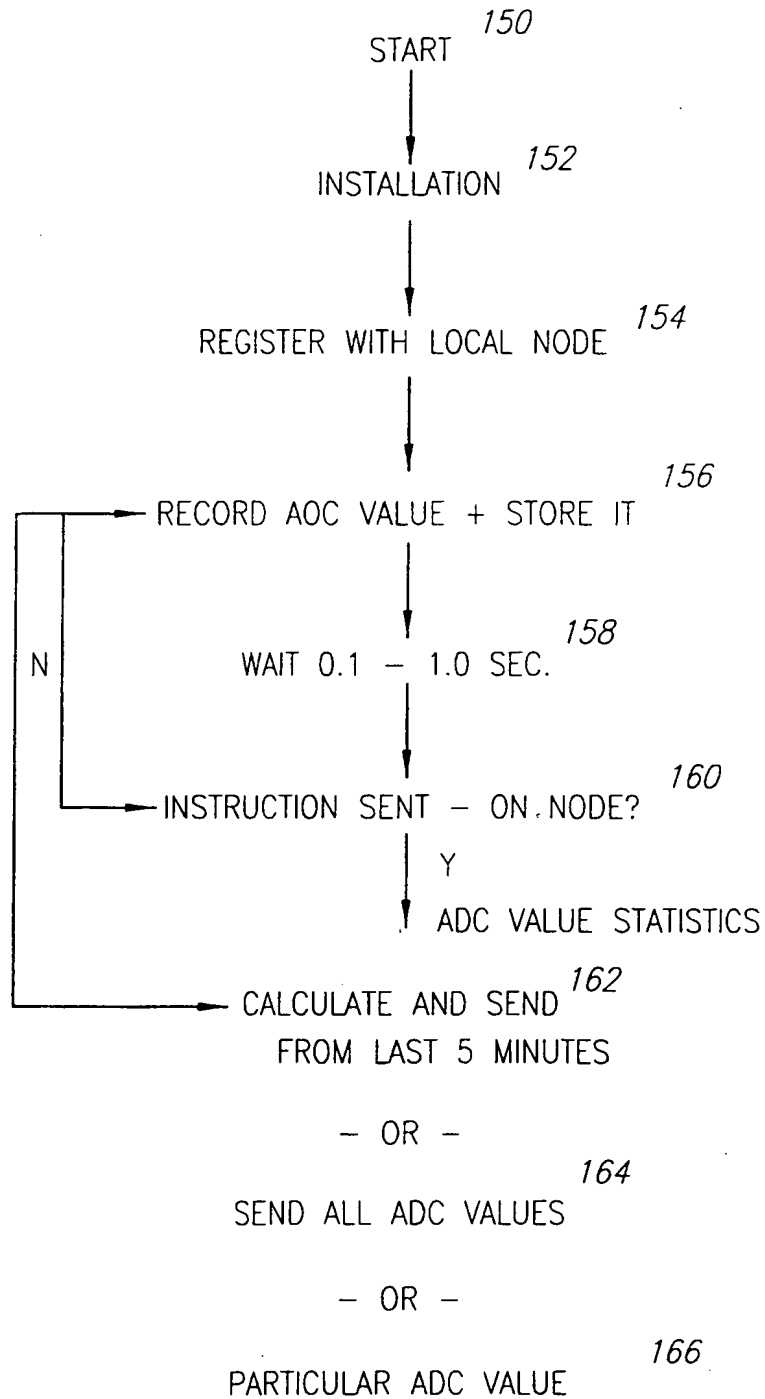 START 150
INSTALLATION 152
REGISTER WITH LOCAL NODE 154
RECORD AOC VALUE + STORE IT 156
N
WAIT 0.1 – 1.0 SEC. 158
INSTRUCTION SENT – ON NODE? 160
Y
ADC VALUE STATISTICS
CALCULATE AND SEND 162
FROM LAST 5 MINUTES
– OR –
SEND ALL ADC VALUES 164
– OR –
PARTICULAR ADC VALUE 166